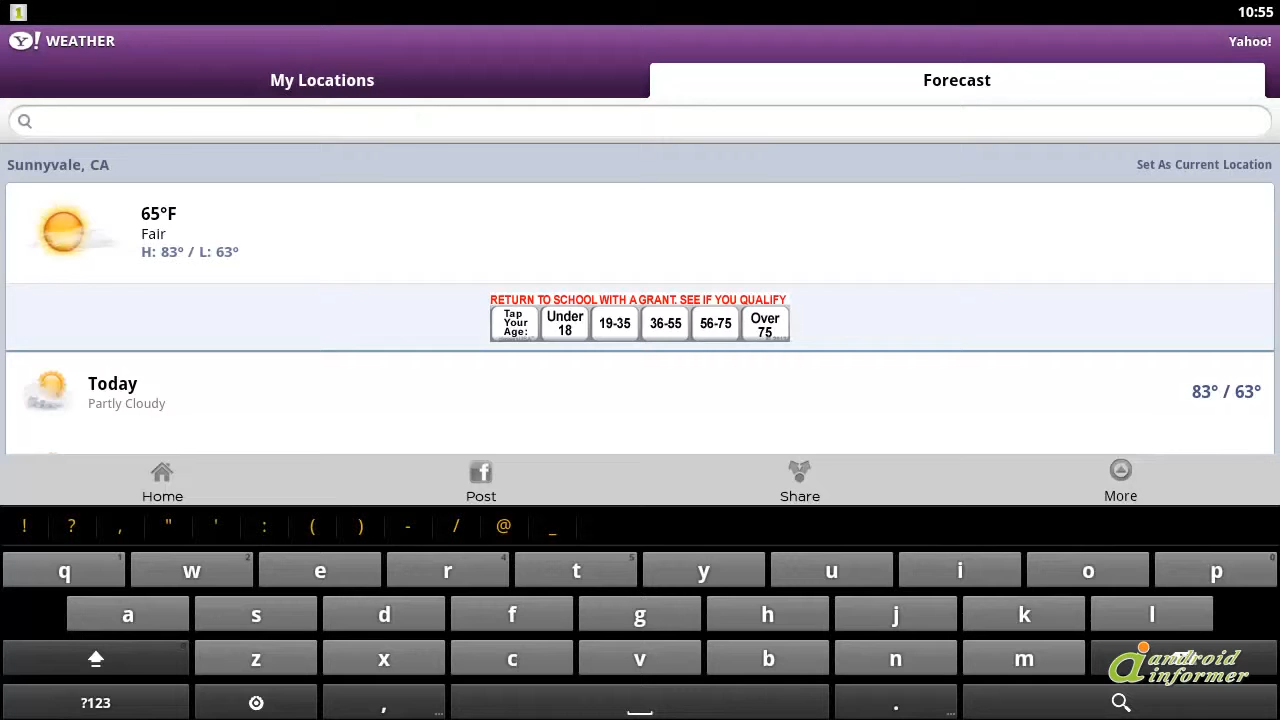 1
10:55
Y! WEATHER
Yahoo!
My Locations
Forecast
Sunnyvale, CA
Set As Current Location
65°F
Fair
H: 83° / L: 63°
RETURN TO SCHOOL WITH A GRANT. SEE IF YOU QUALIFY
Tap Your Age:
Under 18
19-35
36-55
56-75
Over 75
Today
Partly Cloudy
83° / 63°
Home
Post
Share
More
! ? , " ' : ( ) - / @ _
q w e r t y u i o p
a s d f g h j k l
z x c v b n m
android informer
?123 , ... . ...